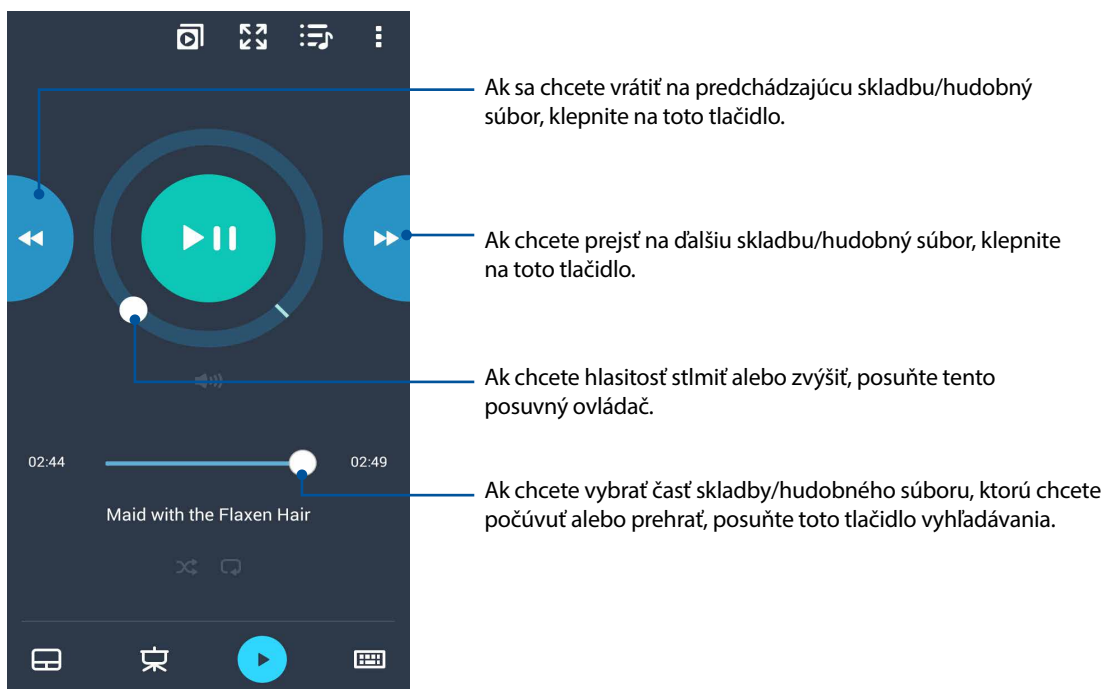 Ak sa chcete vrátiť na predchádzajúcu skladbu/hudobný
súbor, klepnite na toto tlačidlo.
Ak chcete prejsť na ďalšiu skladbu/hudobný súbor, klepnite
na toto tlačidlo.
Ak chcete hlasitosť stlmiť alebo zvýšiť, posuňte tento
posuvný ovládač.
02:44
02:49
Maid with the Flaxen Hair
Ak chcete vybrať časť skladby/hudobného súboru, ktorú chcete
počúvuť alebo prehrať, posuňte toto tlačidlo vyhľadávania.